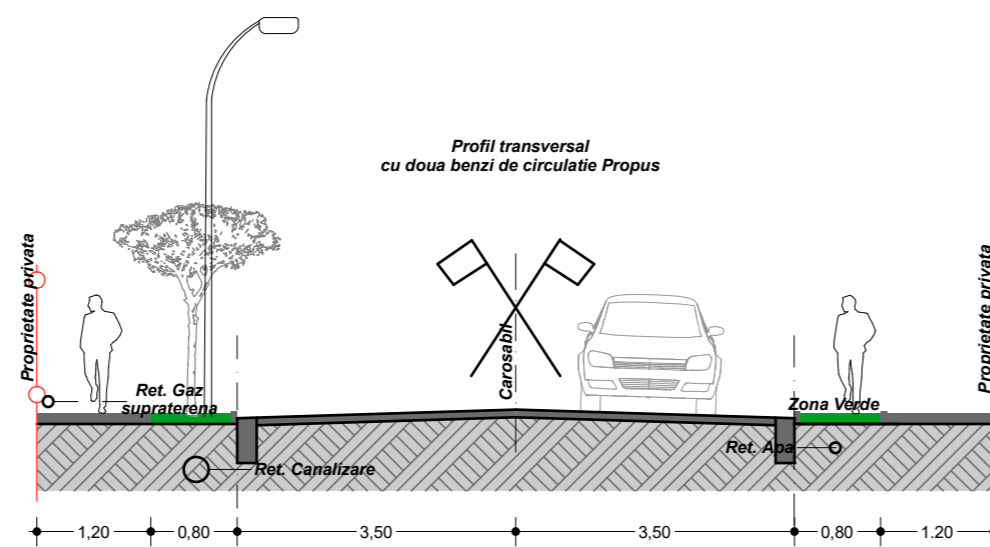 Profil transversal
cu doua benzi de circulatie Propus
Proprietate privata
Carosabil
Proprietate privata
Ret. Gaz
supraterena
Zona Verde
Ret. Canalizare
Ret. Apa
1,20
0,80
3,50
3,50
0,80
1.20